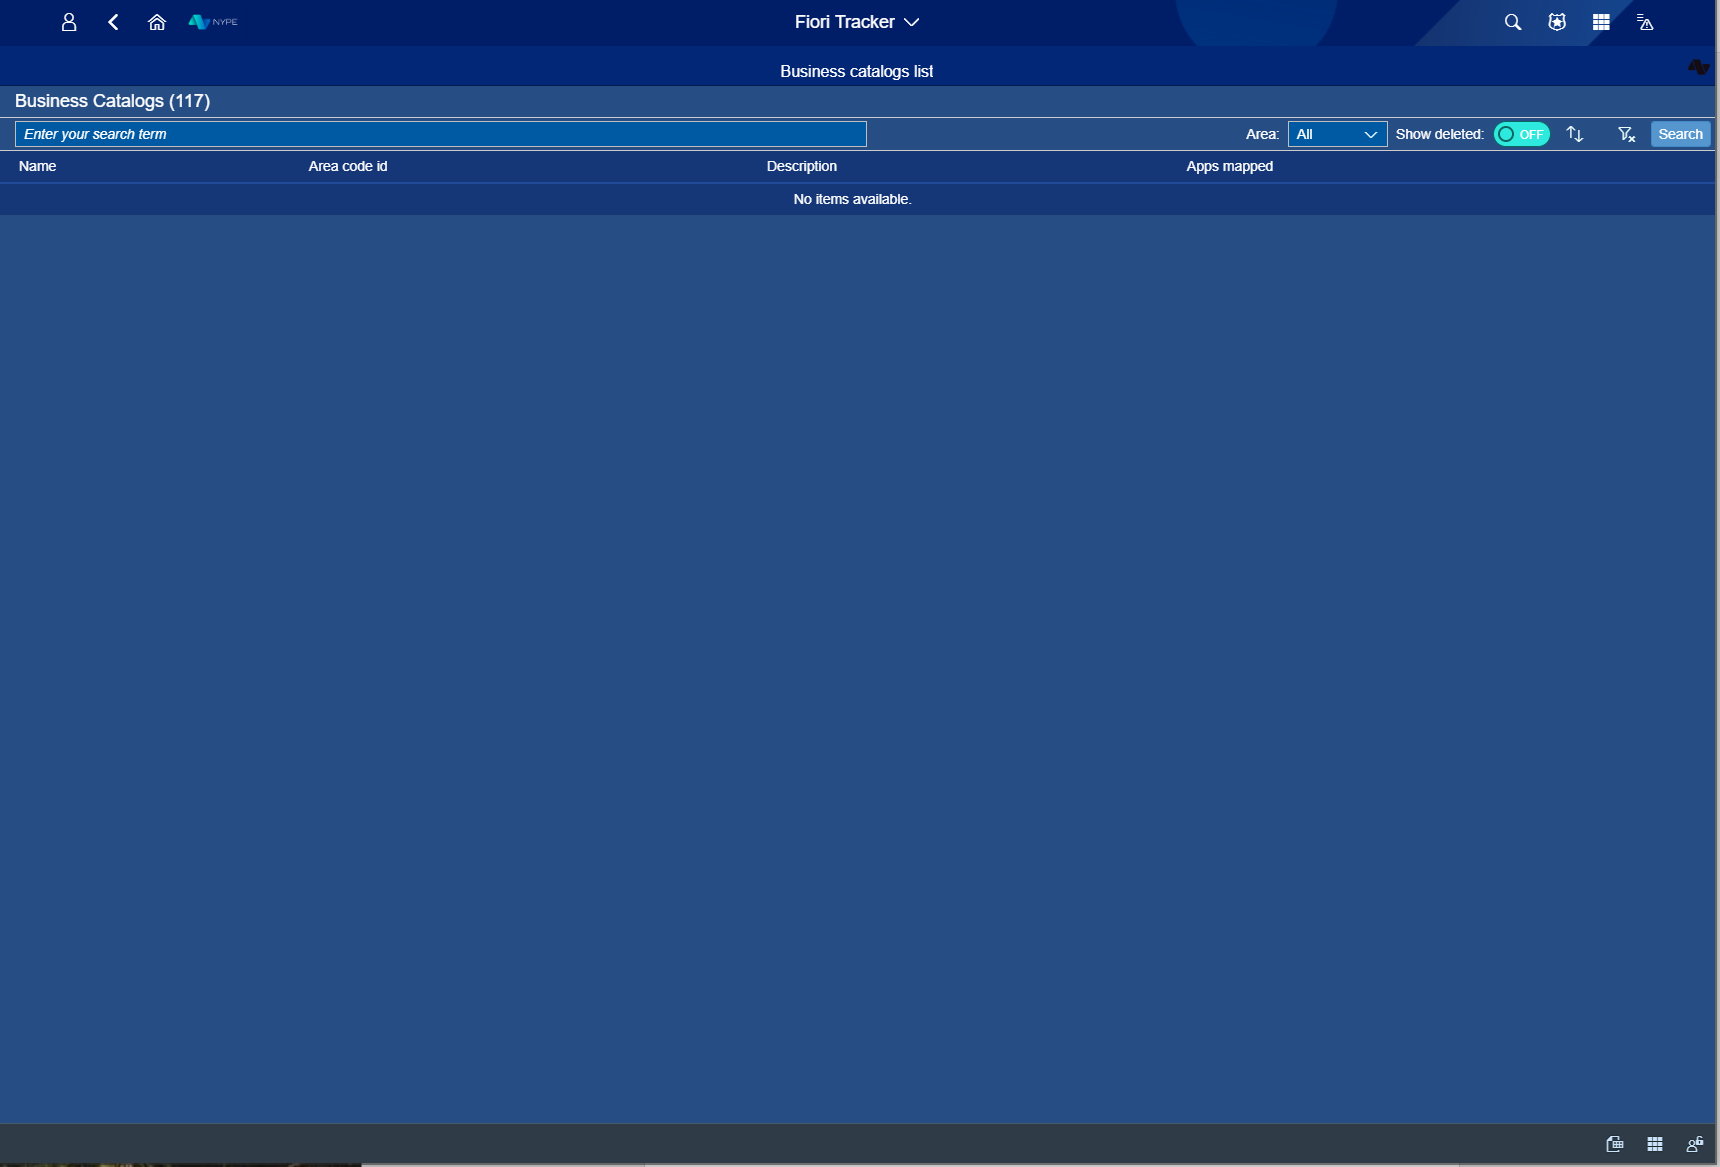 NYPE
Fiori Tracker
Business catalogs list
Business Catalogs (117)
Enter your search term
Area: All Show deleted: OFF Search
Name Area code id Description Apps mapped
No items available.